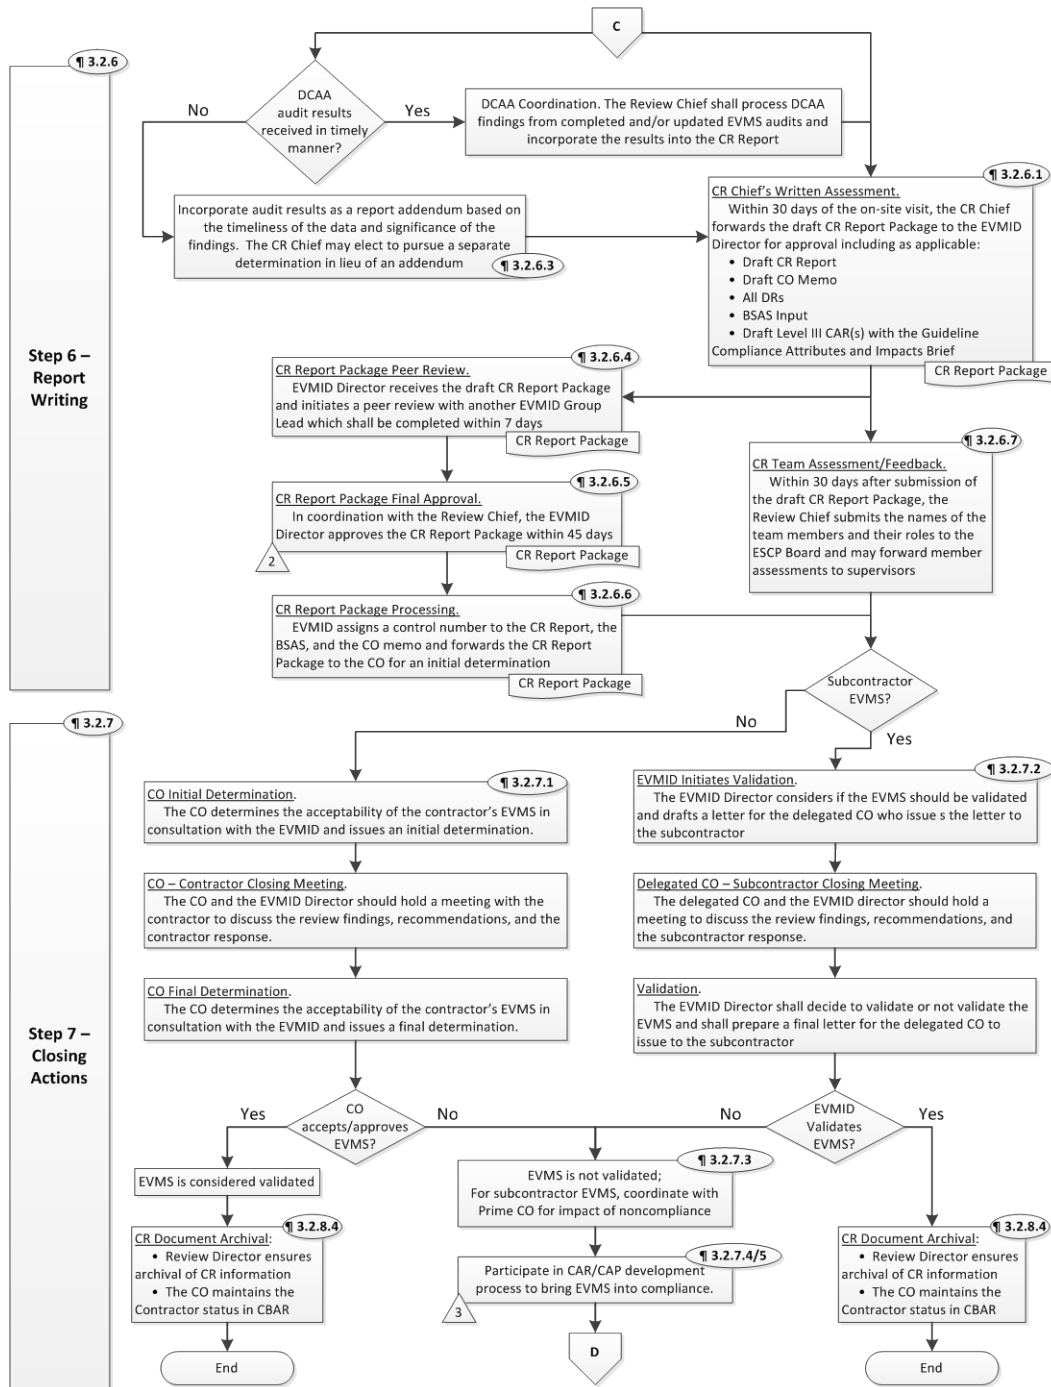 C
¶ 3.2.6
DCAA
audit results
received in timely
manner?
No
Yes
DCAA Coordination. The Review Chief shall process DCAA
findings from completed and/or updated EVMS audits and
incorporate the results into the CR Report
¶ 3.2.6.1
CR Chief's Written Assessment.
Within 30 days of the on-site visit, the CR Chief
forwards the draft CR Report Package to the EVMID
Director for approval including as applicable:
• Draft CR Report
• Draft CO Memo
• All DRs
• BSAS Input
• Draft Level III CAR(s) with the Guideline
Compliance Attributes and Impacts Brief
CR Report Package
Incorporate audit results as a report addendum based on
the timeliness of the data and significance of the
findings. The CR Chief may elect to pursue a separate
determination in lieu of an addendum
¶ 3.2.6.3
Step 6 –
Report
Writing
¶ 3.2.6.4
CR Report Package Peer Review.
EVMID Director receives the draft CR Report Package
and initiates a peer review with another EVMID Group
Lead which shall be completed within 7 days
CR Report Package
¶ 3.2.6.7
CR Team Assessment/Feedback.
Within 30 days after submission of
the draft CR Report Package, the
Review Chief submits the names of the
team members and their roles to the
ESCP Board and may forward member
assessments to supervisors
¶ 3.2.6.5
CR Report Package Final Approval.
In coordination with the Review Chief, the EVMID
Director approves the CR Report Package within 45 days
CR Report Package
2
¶ 3.2.6.6
CR Report Package Processing.
EVMID assigns a control number to the CR Report, the
BSAS, and the CO memo and forwards the CR Report
Package to the CO for an initial determination
CR Report Package
Subcontractor
EVMS?
No
Yes
¶ 3.2.7
Step 7 –
Closing
Actions
¶ 3.2.7.1
CO Initial Determination.
The CO determines the acceptability of the contractor's EVMS in
consultation with the EVMID and issues an initial determination.
¶ 3.2.7.2
EVMID Initiates Validation.
The EVMID Director considers if the EVMS should be validated
and drafts a letter for the delegated CO who issue s the letter to
the subcontractor
CO – Contractor Closing Meeting.
The CO and the EVMID Director should hold a meeting with the
contractor to discuss the review findings, recommendations, and the
contractor response.
Delegated CO – Subcontractor Closing Meeting.
The delegated CO and the EVMID director should hold a
meeting to discuss the review findings, recommendations, and
the subcontractor response.
CO Final Determination.
The CO determines the acceptability of the contractor's EVMS in
consultation with the EVMID and issues a final determination.
Validation.
The EVMID Director shall decide to validate or not validate the
EVMS and shall prepare a final letter for the delegated CO to
issue to the subcontractor
Yes
CO
accepts/approves
EVMS?
No
No
EVMID
Validates
EVMS?
Yes
EVMS is considered validated
¶ 3.2.7.3
EVMS is not validated;
For subcontractor EVMS, coordinate with
Prime CO for impact of noncompliance
¶ 3.2.8.4
CR Document Archival:
• Review Director ensures
archival of CR information
• The CO maintains the
Contractor status in CBAR
¶ 3.2.7.4/5
Participate in CAR/CAP development
process to bring EVMS into compliance.
3
¶ 3.2.8.4
CR Document Archival:
• Review Director ensures
archival of CR information
• The CO maintains the
Contractor status in CBAR
End
D
End